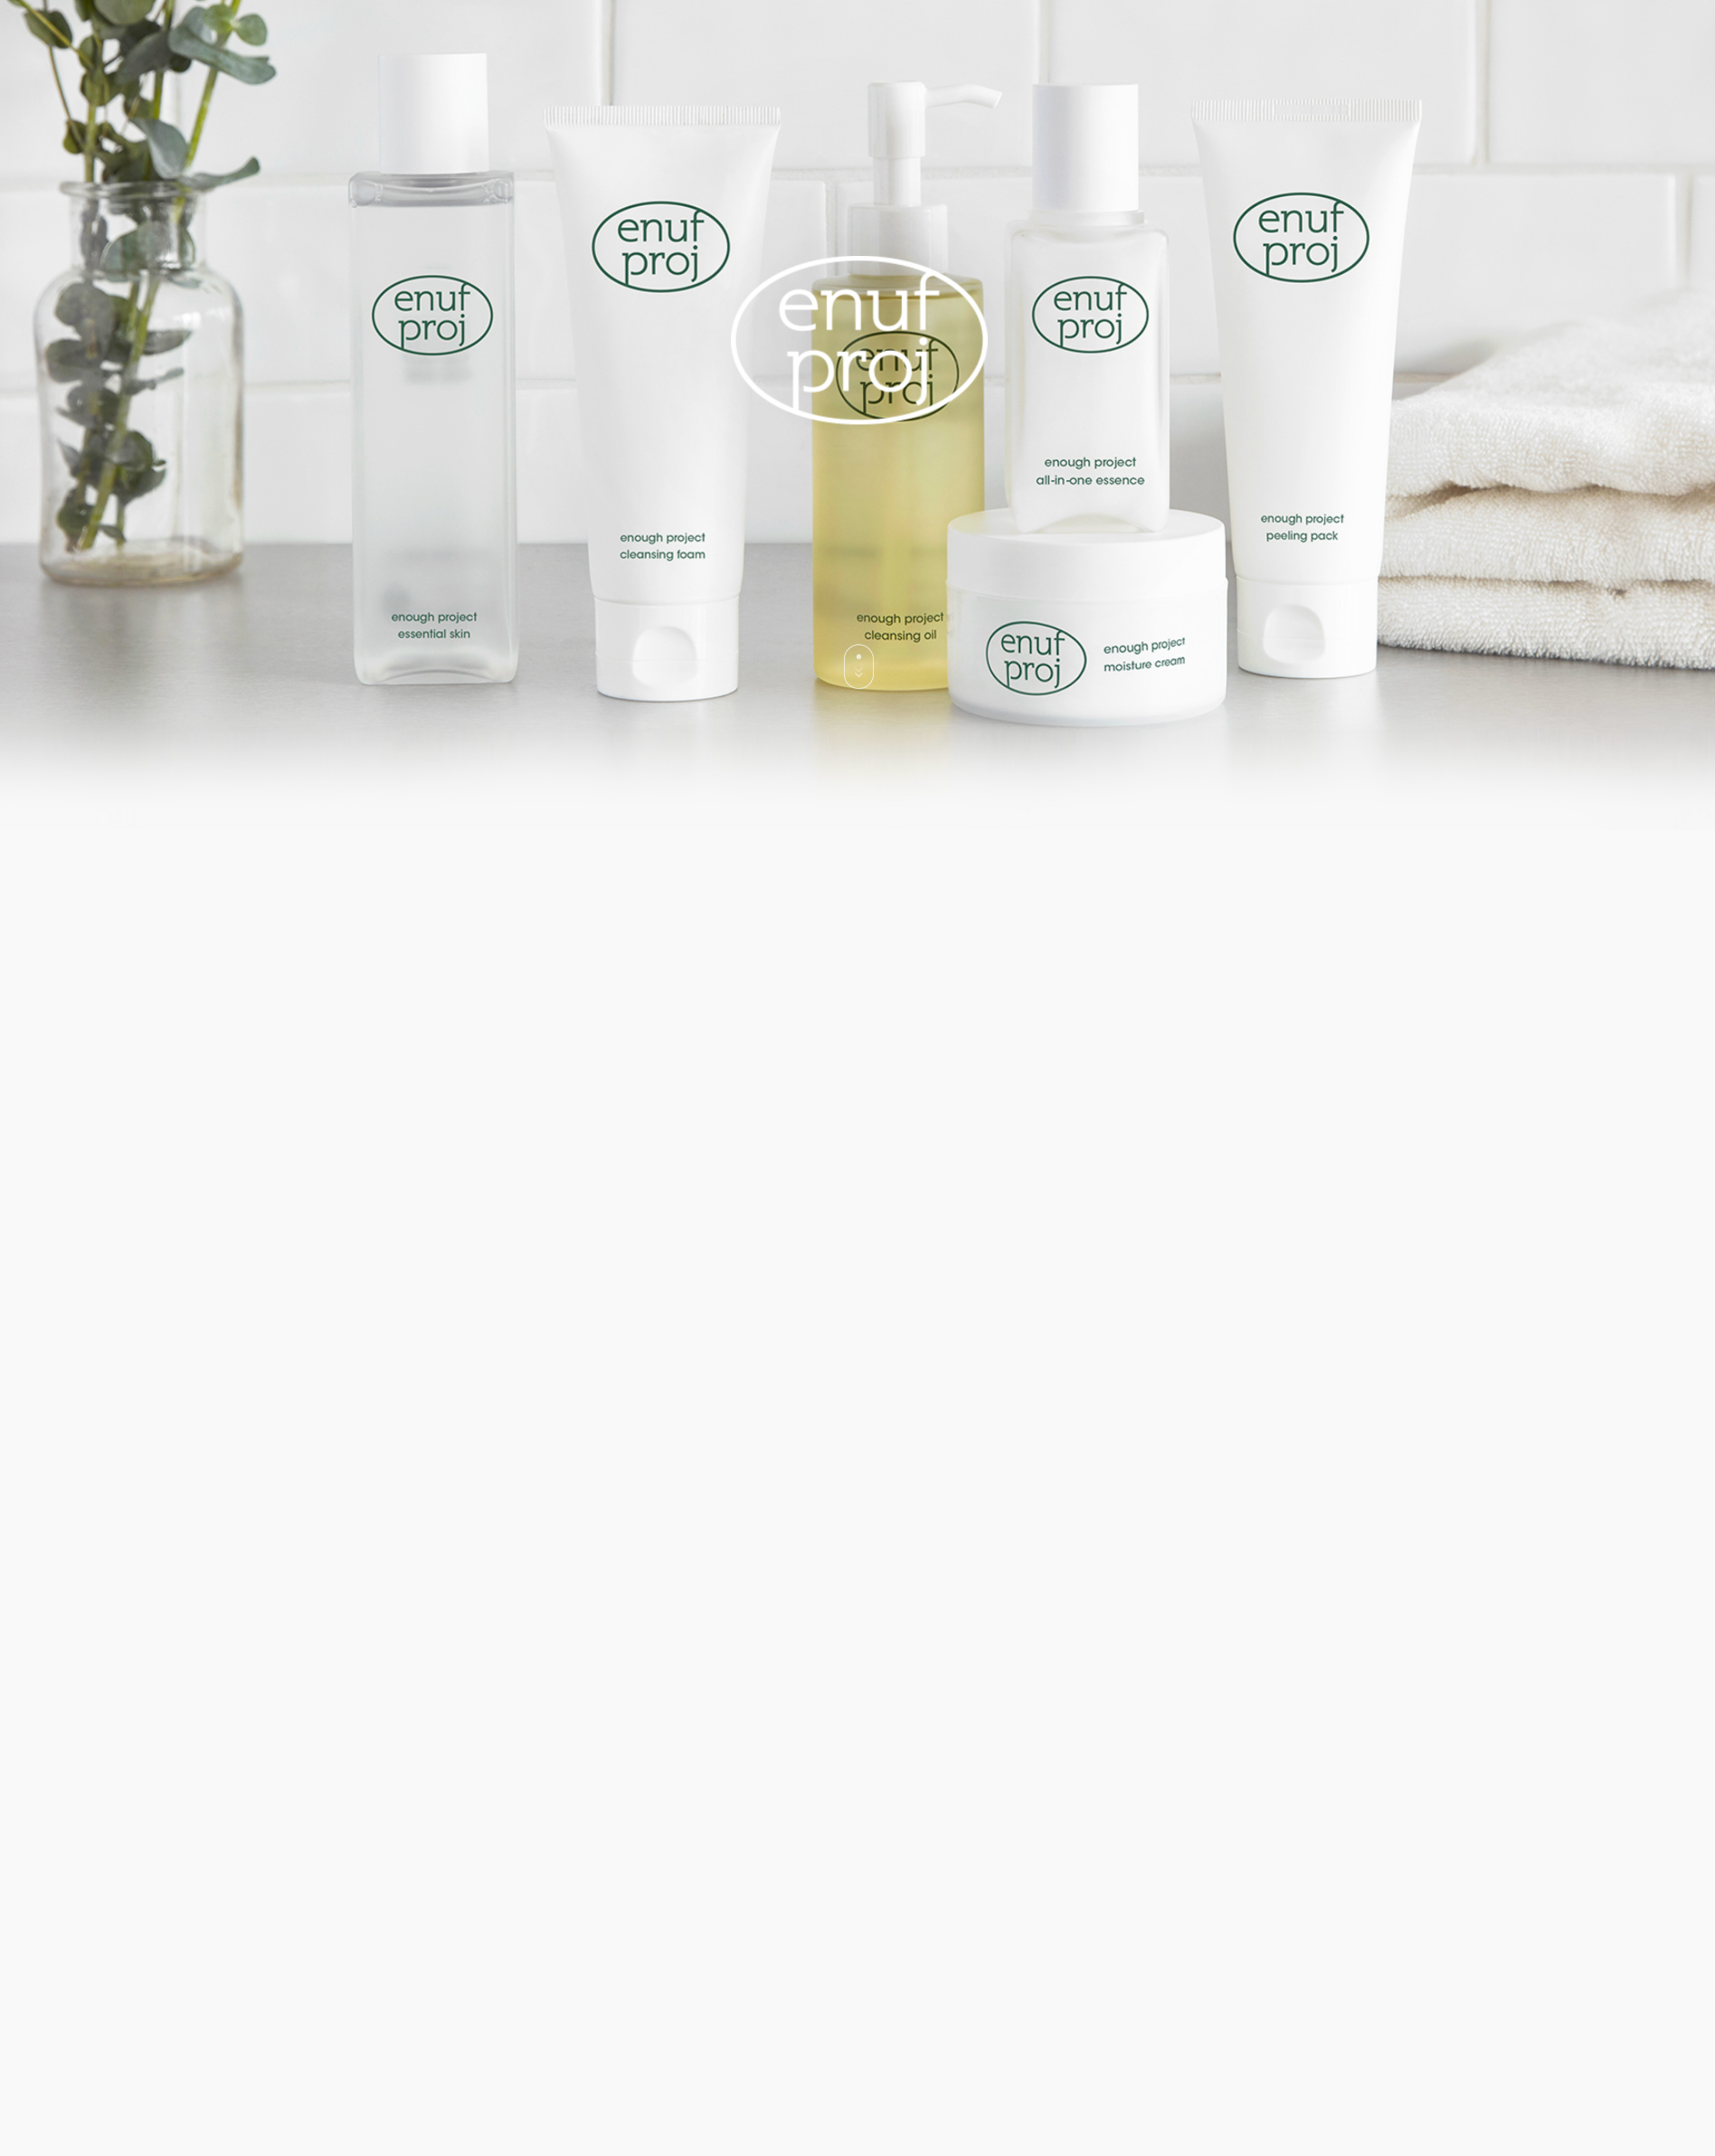 enuf
proj
enough project
essential skin
enuf
proj
enough project
cleansing foam
enuf
proj
enuf
proj
enough project
cleansing oil
enuf
proj
enough project
all-in-one essence
enuf
proj
enough project
moisture cream
enuf
proj
enough project
peeling pack